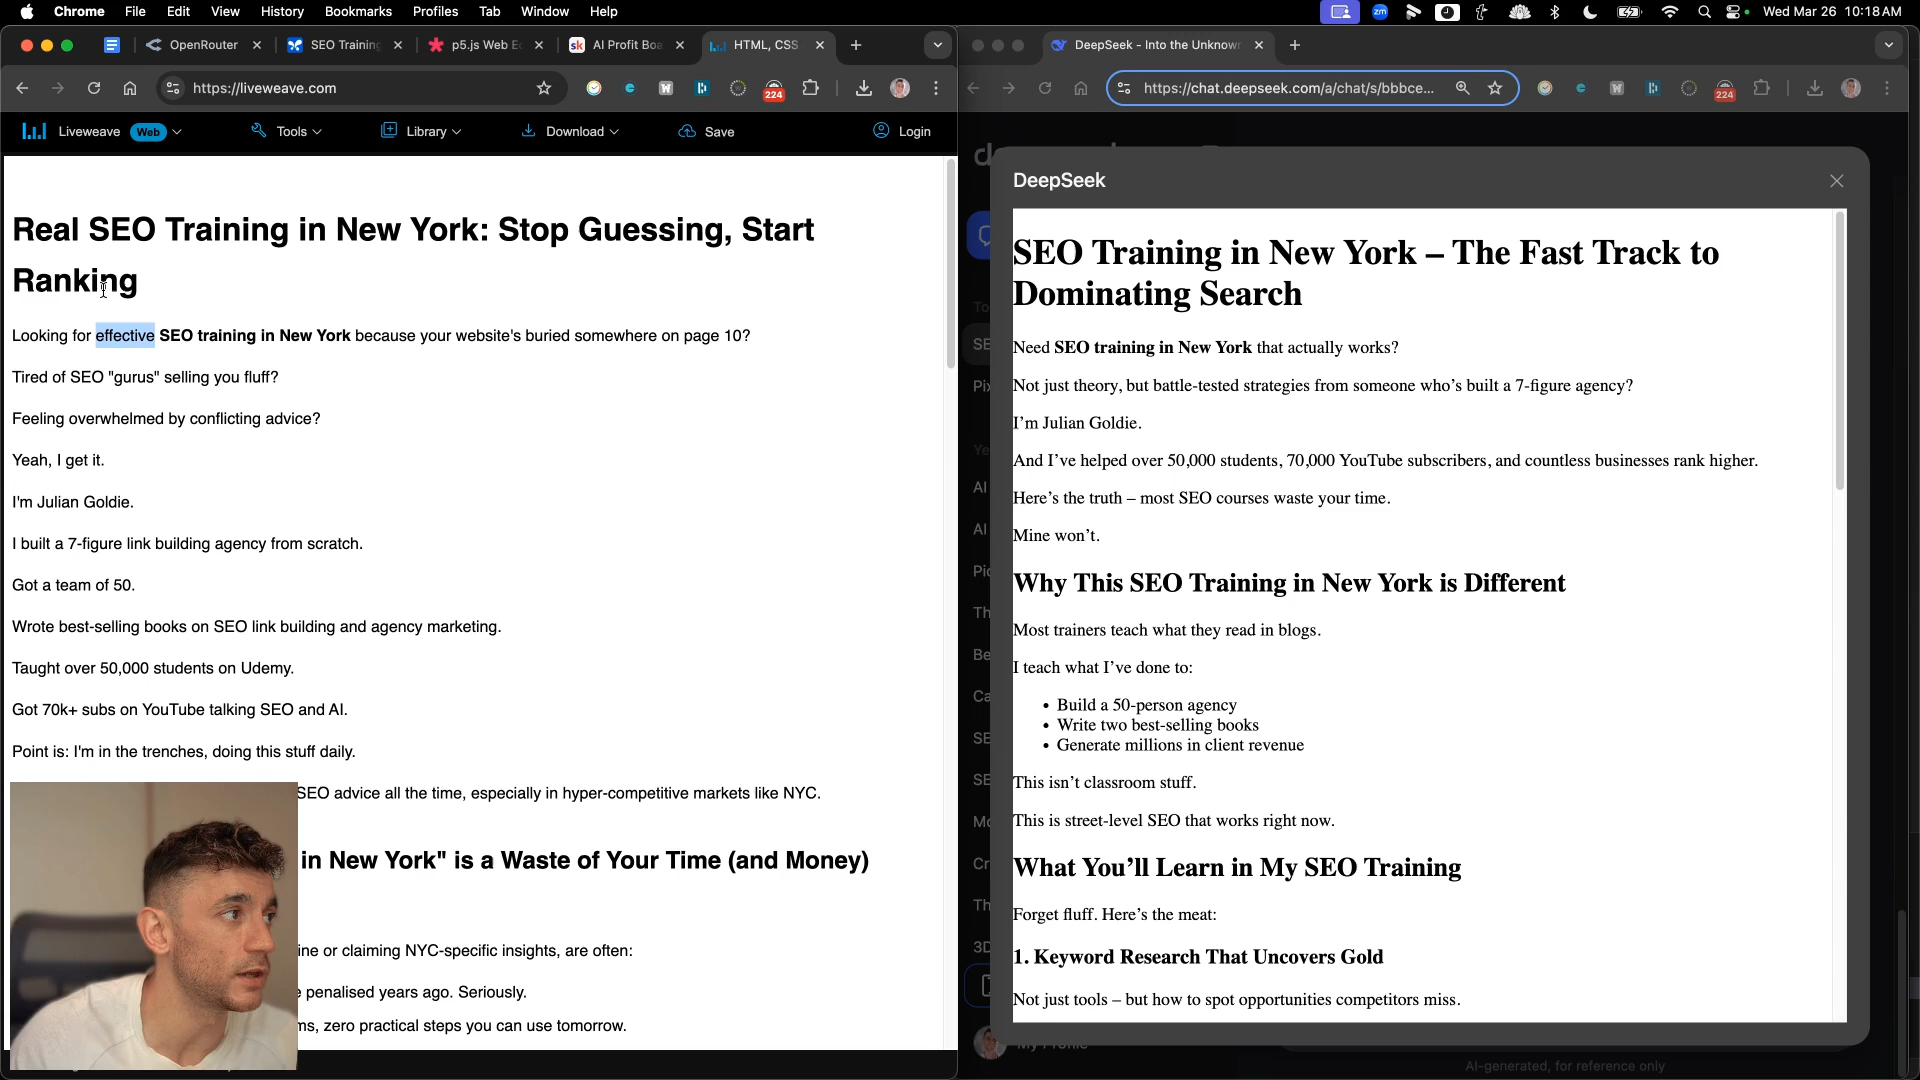 Chrome File Edit View History Bookmarks Profiles Tab Window Help
zm Wed Mar 26 10:18 AM
OpenRouter SEO Training p5.js Web E sk AI Profit Boa HTML, CSS
DeepSeek - Into the Unknown
https://liveweave.com 224
https://chat.deepseek.com/a/chat/s/bbbce... 224
Liveweave Web Tools Library Download Save Login
Real SEO Training in New York: Stop Guessing, Start
Ranking
Looking for effective SEO training in New York because your website's buried somewhere on page 10?
Tired of SEO "gurus" selling you fluff?
Feeling overwhelmed by conflicting advice?
Yeah, I get it.
I'm Julian Goldie.
I built a 7-figure link building agency from scratch.
Got a team of 50.
Wrote best-selling books on SEO link building and agency marketing.
Taught over 50,000 students on Udemy.
Got 70k+ subs on YouTube talking SEO and AI.
Point is: I'm in the trenches, doing this stuff daily.
SEO advice all the time, especially in hyper-competitive markets like NYC.
in New York" is a Waste of Your Time (and Money)
ine or claiming NYC-specific insights, are often:
penalised years ago. Seriously.
ms, zero practical steps you can use tomorrow.
DeepSeek
SEO Training in New York – The Fast Track to
Dominating Search
Need SEO training in New York that actually works?
Not just theory, but battle-tested strategies from someone who’s built a 7-figure agency?
I’m Julian Goldie.
And I’ve helped over 50,000 students, 70,000 YouTube subscribers, and countless businesses rank higher.
Here’s the truth – most SEO courses waste your time.
Mine won’t.
Why This SEO Training in New York is Different
Most trainers teach what they read in blogs.
I teach what I’ve done to:
• Build a 50-person agency
• Write two best-selling books
• Generate millions in client revenue
This isn’t classroom stuff.
This is street-level SEO that works right now.
What You’ll Learn in My SEO Training
Forget fluff. Here’s the meat:
1. Keyword Research That Uncovers Gold
Not just tools – but how to spot opportunities competitors miss.
My Profile
AI-generated, for reference only